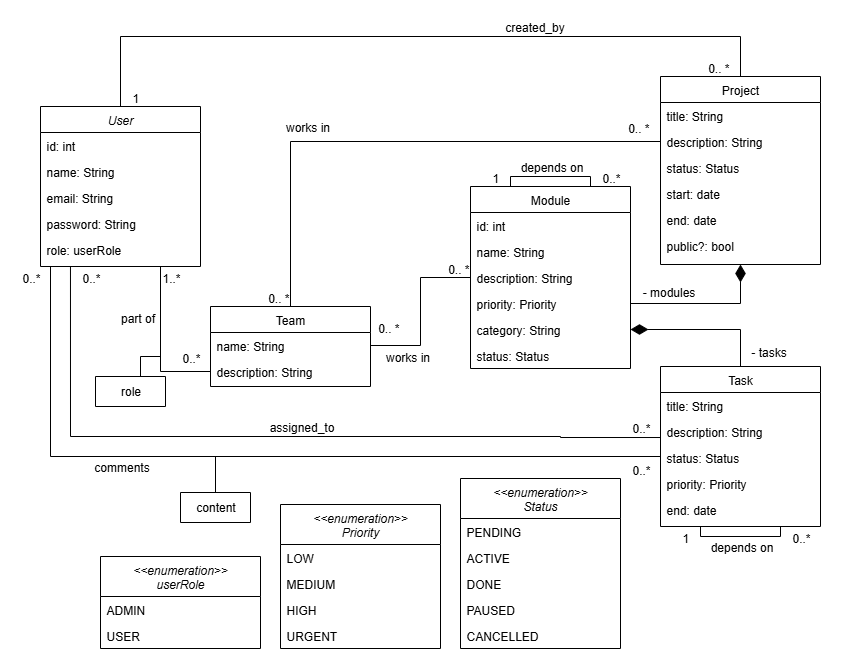 created_by
0.. *
1
User
id: int
name: String
email: String
password: String
role: userRole
Project
title: String
description: String
status: Status
start: date
end: date
public?: bool
works in
0.. *
depends on
1
0..*
Module
id: int
name: String
description: String
priority: Priority
category: String
status: Status
0..*
0..*
1..*
0.. *
0.. *
- modules
part of
Team
name: String
description: String
0.. *
works in
0..*
role
- tasks
Task
title: String
description: String
status: Status
priority: Priority
end: date
assigned_to
0..*
comments
0..*
content
1
0..*
depends on
<<enumeration>>
userRole
ADMIN
USER
<<enumeration>>
Priority
LOW
MEDIUM
HIGH
URGENT
<<enumeration>>
Status
PENDING
ACTIVE
DONE
PAUSED
CANCELLED